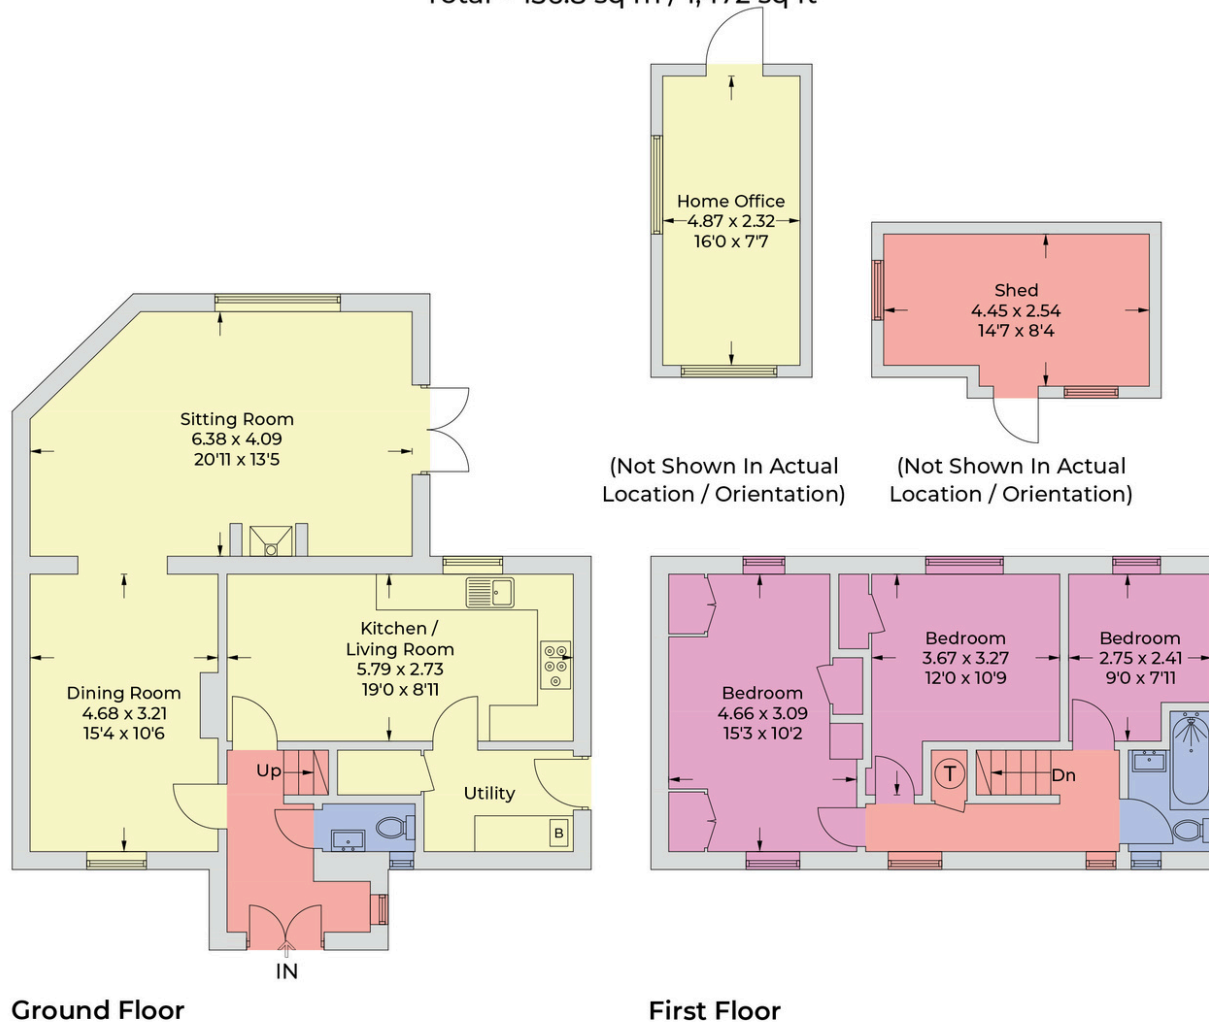 Home Office
4.87 x 2.32
16'0 x 7'7
Shed
4.45 x 2.54
14'7 x 8'4
Sitting Room
6.38 x 4.09
20'11 x 13'5
(Not Shown In Actual
Location / Orientation)
(Not Shown In Actual
Location / Orientation)
Kitchen /
Living Room
5.79 x 2.73
19'0 x 8'11
Dining Room
4.68 x 3.21
15'4 x 10'6
Up
Utility
B
IN
Bedroom
4.66 x 3.09
15'3 x 10'2
Bedroom
3.67 x 3.27
12'0 x 10'9
Bedroom
2.75 x 2.41
9'0 x 7'11
T
Dn
Ground Floor
First Floor